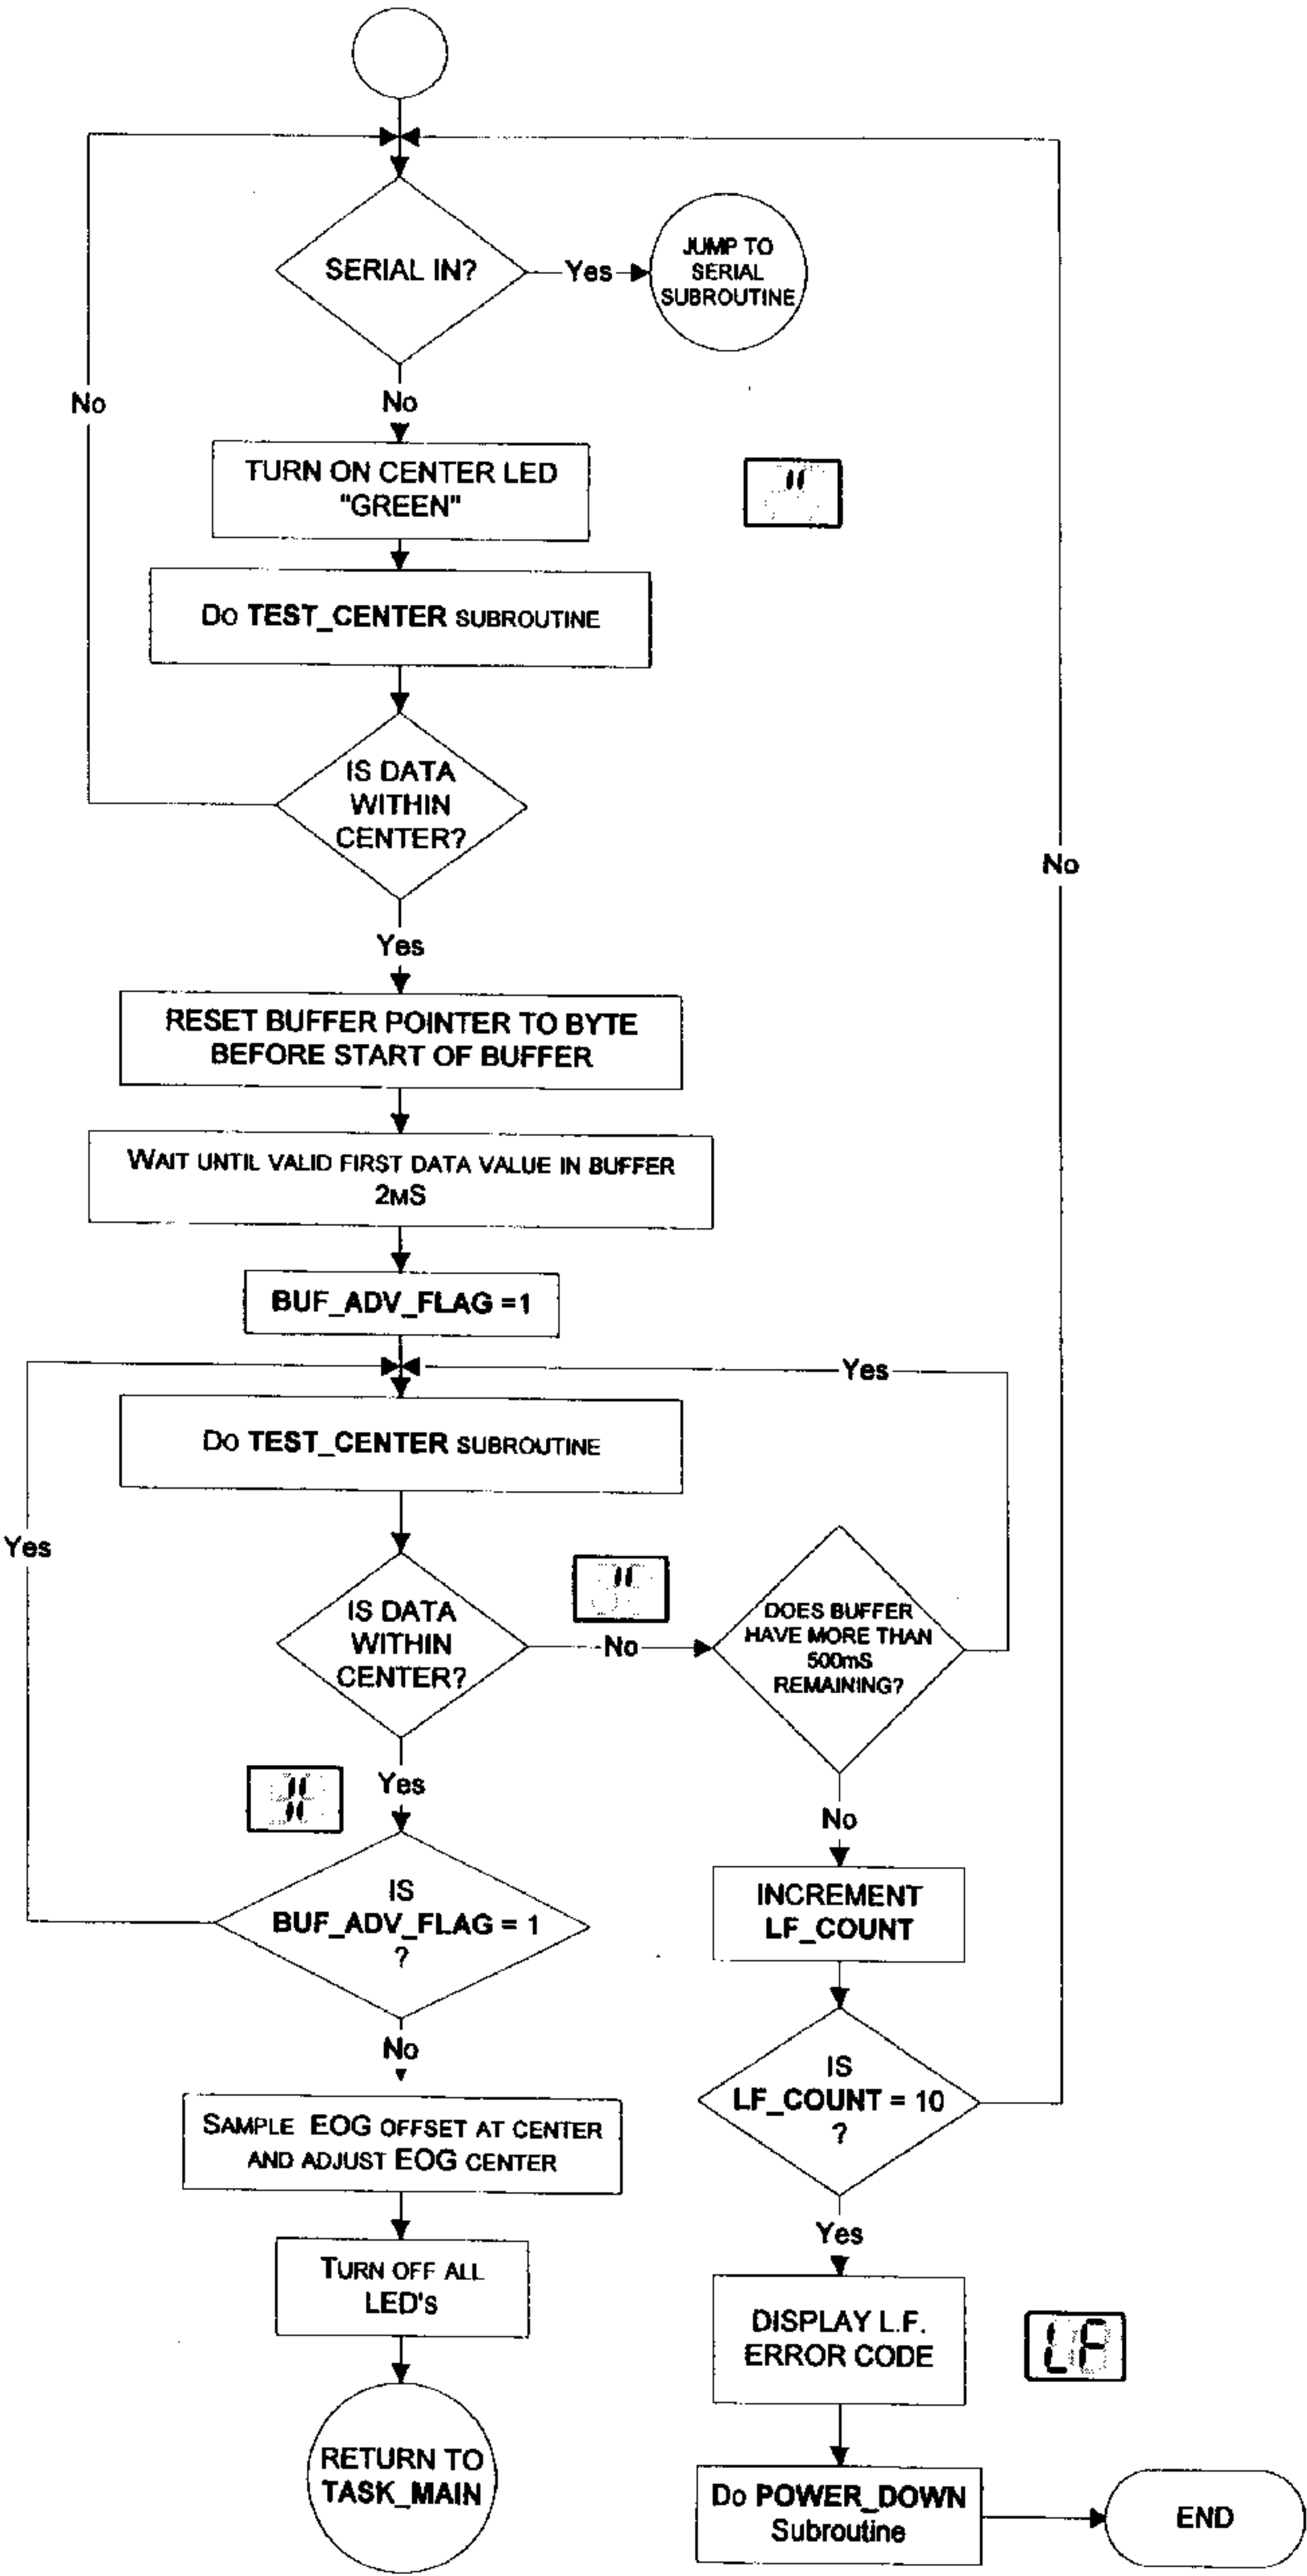 SERIAL IN?
Yes
JUMP TO
SERIAL
SUBROUTINE
No
No
TURN ON CENTER LED
"GREEN"
"
Do TEST_CENTER SUBROUTINE
IS DATA
WITHIN
CENTER?
No
Yes
RESET BUFFER POINTER TO BYTE
BEFORE START OF BUFFER
WAIT UNTIL VALID FIRST DATA VALUE IN BUFFER
2MS
BUF_ADV_FLAG =1
Yes
Do TEST_CENTER SUBROUTINE
Yes
IS DATA
WITHIN
CENTER?
No
DOES BUFFER
HAVE MORE THAN
500mS
REMAINING?
Yes
No
IS
BUF_ADV_FLAG = 1
?
INCREMENT
LF_COUNT
No
IS
LF_COUNT = 10
?
SAMPLE EOG OFFSET AT CENTER
AND ADJUST EOG CENTER
Yes
TURN OFF ALL
LED's
DISPLAY L.F.
ERROR CODE
LF
RETURN TO
TASK_MAIN
Do POWER_DOWN
Subroutine
END